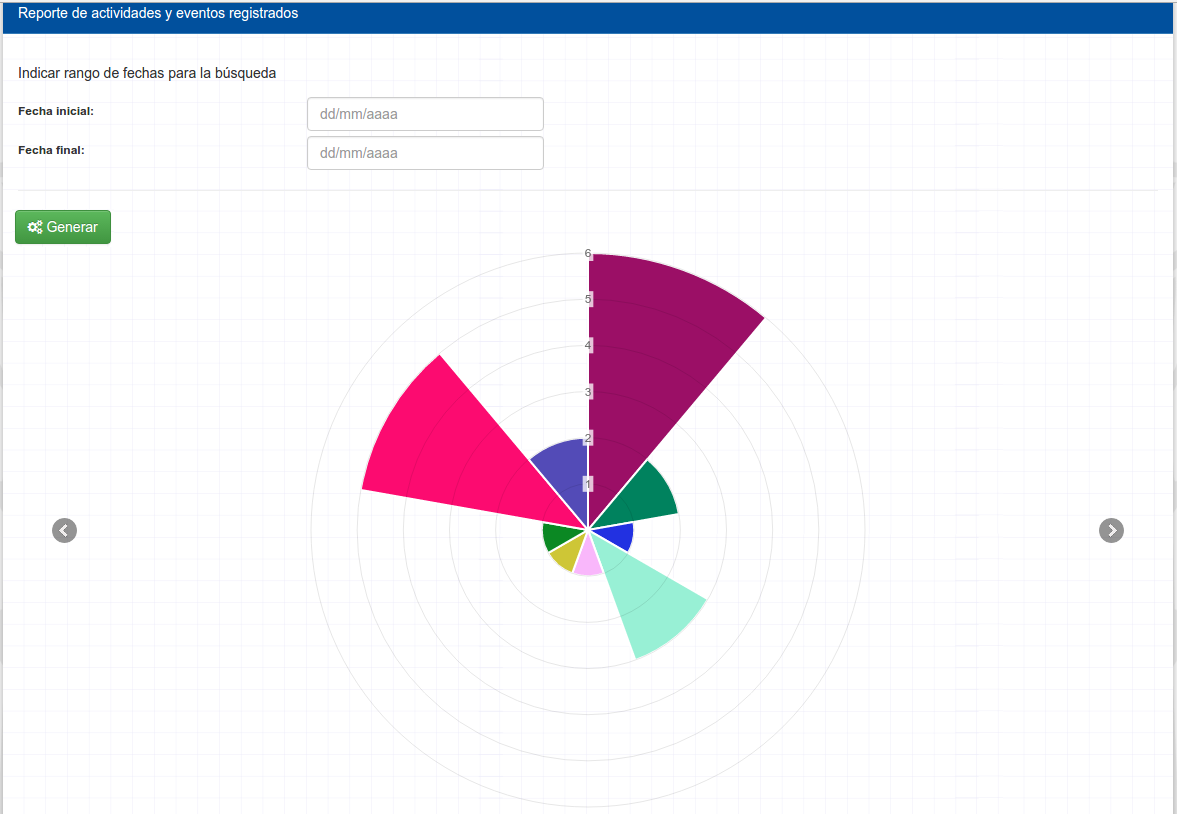 Reporte de actividades y eventos registrados
Indicar rango de fechas para la búsqueda
Fecha inicial:
dd/mm/aaaa
Fecha final:
dd/mm/aaaa
Generar
6
5
4
3
2
1